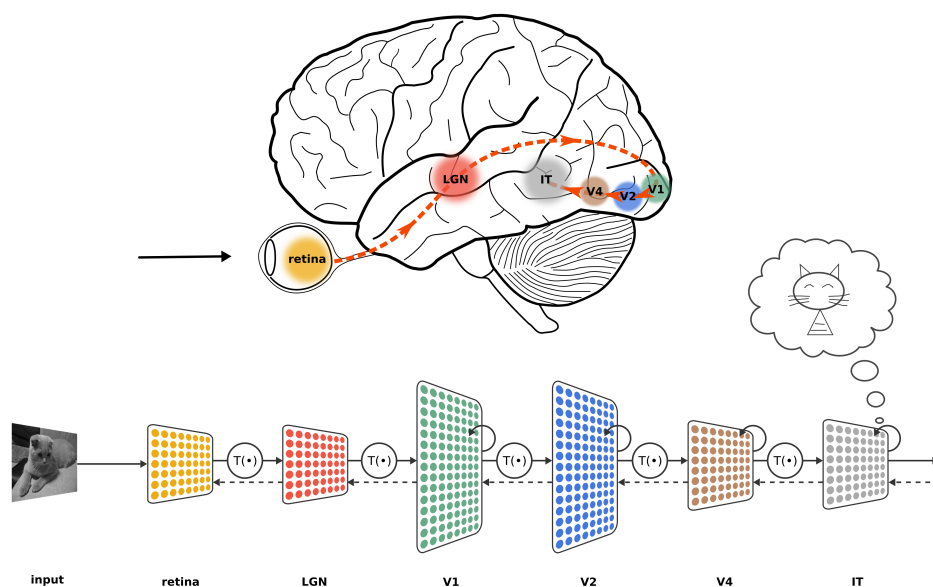 LGN
IT
V4
V2
V1
retina
T(•)
T(•)
T(•)
T(•)
T(•)
input
retina
LGN
V1
V2
V4
IT